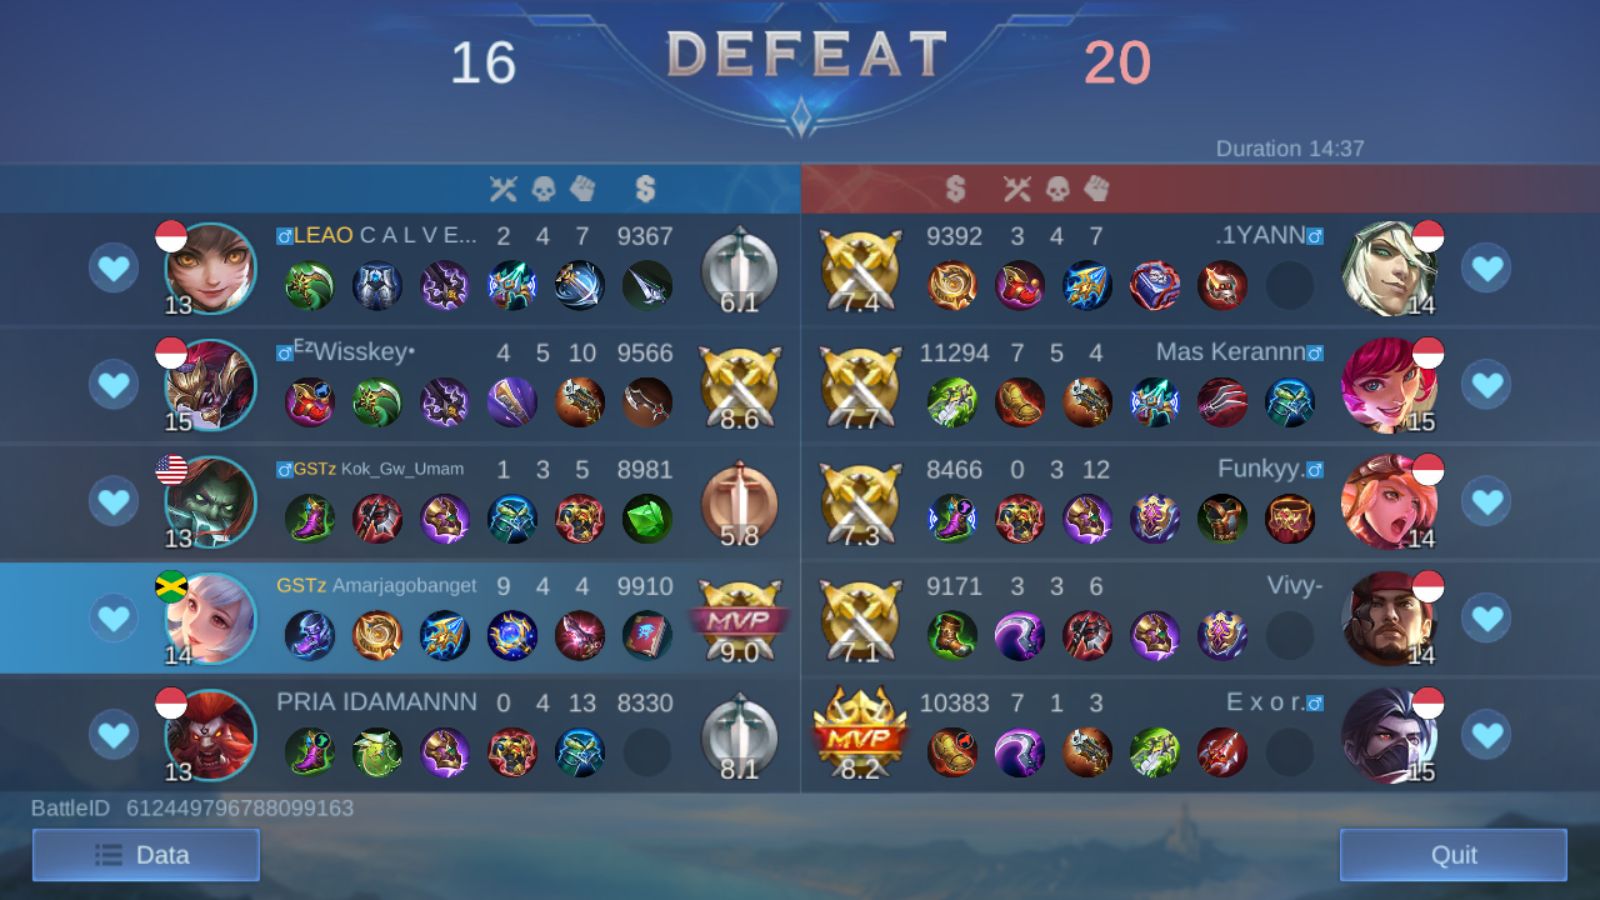 16 DEFEAT 20
Duration 14:37
♂LEAO C A L V E... 2 4 7 9367
13 6.1
9392 3 4 7 .1YANN♂
7.4 14
♂EzWisskey• 4 5 10 9566
15 8.6
11294 7 5 4 Mas Kerannn♂
7.7 15
♂GSTz Kok_Gw_Umam 1 3 5 8981
13 5.8
8466 0 3 12 Funkyy.♂
7.3 14
GSTz Amarjagobanget 9 4 4 9910
14 MVP 9.0
9171 3 3 6 Vivy-
7.1 14
PRIA IDAMANNN 0 4 13 8330
13 8.1
10383 7 1 3 E x o r.♂
MVP 8.2 15
BattleID 612449796788099163
Data
Quit